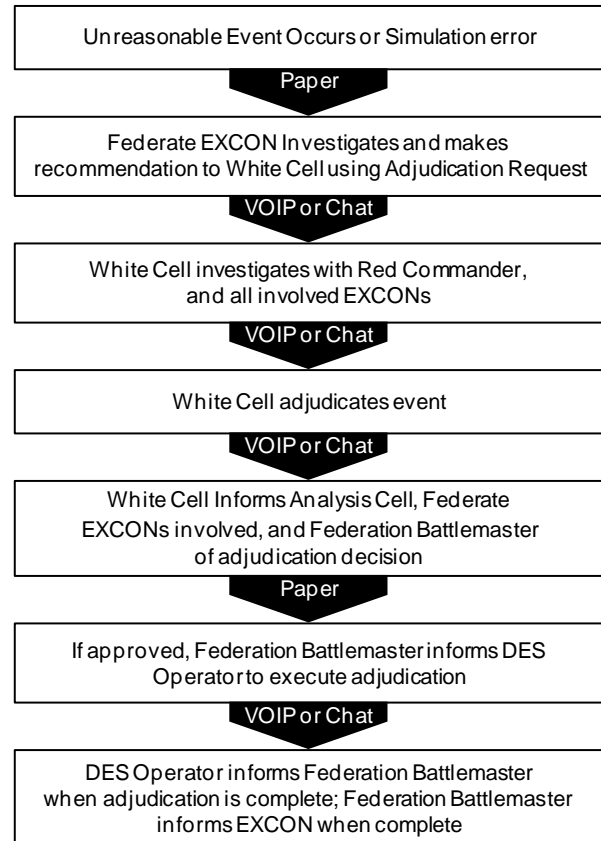 Unreasonable Event Occurs or Simulation error
Paper
Federate EXCON Investigates and makes
recommendation to White Cell using Adjudication Request
VOIP or Chat
White Cell investigates with Red Commander,
and all involved EXCONs
VOIP or Chat
White Cell adjudicates event
VOIP or Chat
White Cell Informs Analysis Cell, Federate
EXCONs involved, and Federation Battlemaster
of adjudication decision
Paper
If approved, Federation Battlemaster informs DES
Operator to execute adjudication
VOIP or Chat
DES Operator informs Federation Battlemaster
when adjudication is complete; Federation Battlemaster
informs EXCON when complete